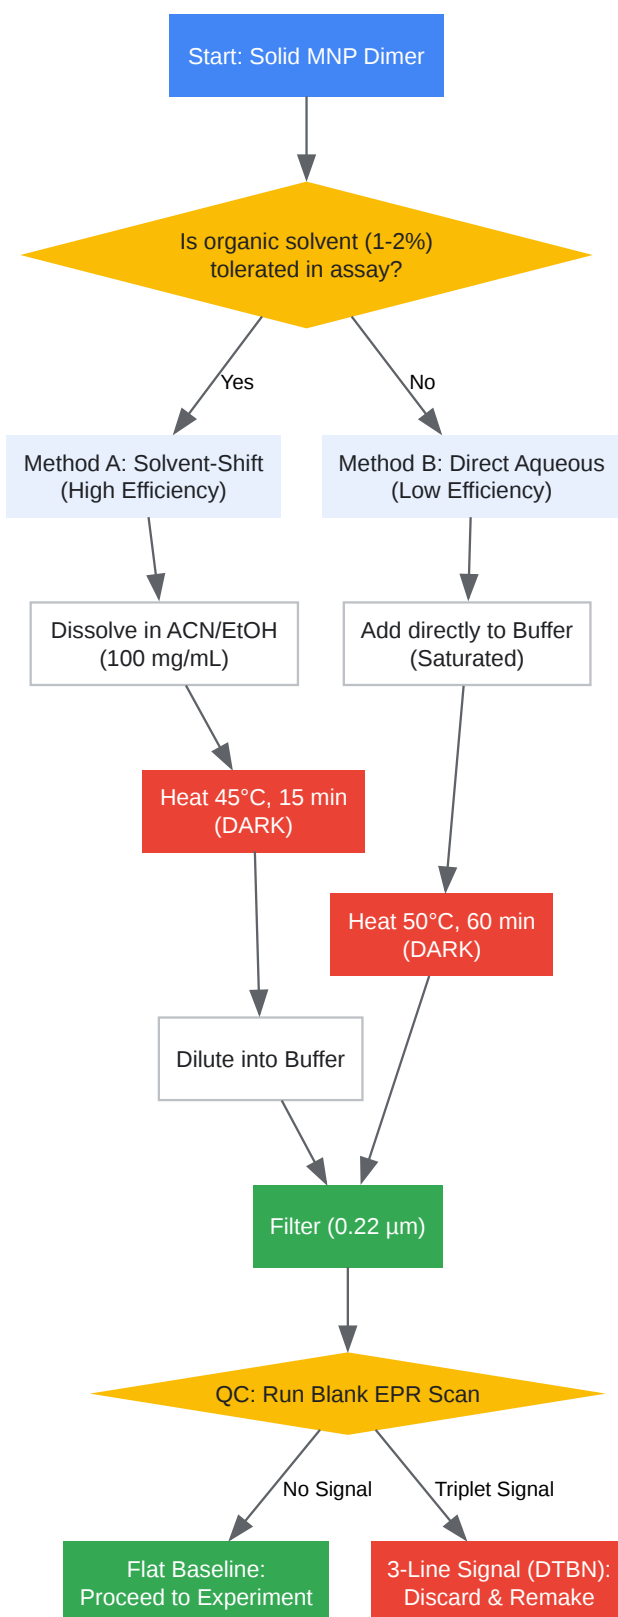 Start: Solid MNP Dimer
Is organic solvent (1-2%)
tolerated in assay?
Yes
No
Method A: Solvent-Shift
(High Efficiency)
Method B: Direct Aqueous
(Low Efficiency)
Dissolve in ACN/EtOH
(100 mg/mL)
Add directly to Buffer
(Saturated)
Heat 45°C, 15 min
(DARK)
Heat 50°C, 60 min
(DARK)
Dilute into Buffer
Filter (0.22 µm)
QC: Run Blank EPR Scan
No Signal
Triplet Signal
Flat Baseline:
Proceed to Experiment
3-Line Signal (DTBN):
Discard & Remake